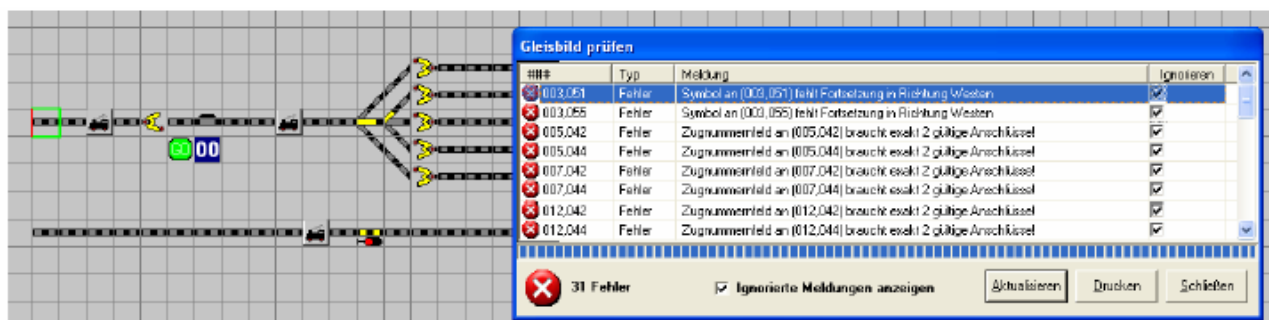 Gleisbild prüfen
### Typ Meldung Ignorieren
003,051 Fehler Symbol an (003,051) fehlt Fortsetzung in Richtung Westen
003,055 Fehler Symbol an (003,055) fehlt Fortsetzung in Richtung Westen
005,042 Fehler Zugnummernfeld an (005,042) braucht exakt 2 gültige Anschlüsse!
005,044 Fehler Zugnummernfeld an (005,044) braucht exakt 2 gültige Anschlüsse!
007,042 Fehler Zugnummernfeld an (007,042) braucht exakt 2 gültige Anschlüsse!
007,044 Fehler Zugnummernfeld an (007,044) braucht exakt 2 gültige Anschlüsse!
GO 00
012,042 Fehler Zugnummernfeld an (012,042) braucht exakt 2 gültige Anschlüsse!
012,044 Fehler Zugnummernfeld an (012,044) braucht exakt 2 gültige Anschlüsse!
31 Fehler Ignorierte Meldungen anzeigen Aktualisieren Drucken Schließen